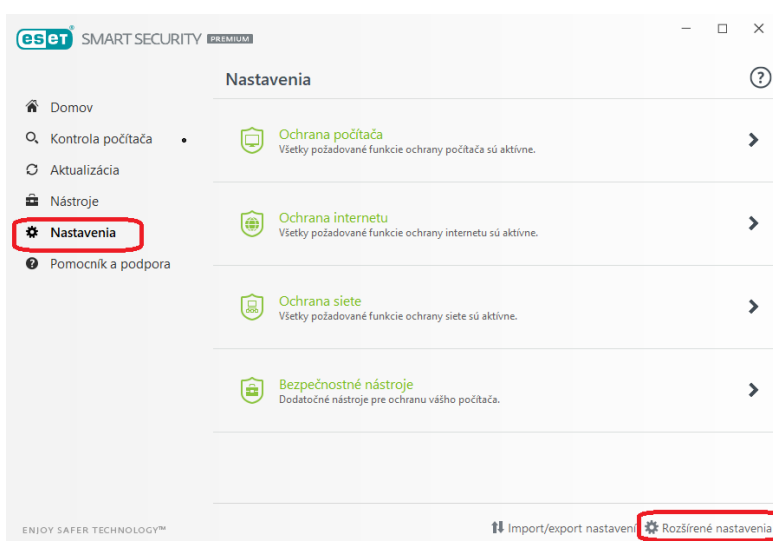 eset SMART SECURITY PREMIUM
Nastavenia
Domov
Kontrola počítača
Aktualizácia
Nástroje
Nastavenia
Pomocník a podpora
Ochrana počítača
Všetky požadované funkcie ochrany počítača sú aktívne.
Ochrana internetu
Všetky požadované funkcie ochrany internetu sú aktívne.
Ochrana siete
Všetky požadované funkcie ochrany siete sú aktívne.
Bezpečnostné nástroje
Dodatočné nástroje pre ochranu vášho počítača.
ENJOY SAFER TECHNOLOGY™
Import/export nastavení
Rozšírené nastavenia